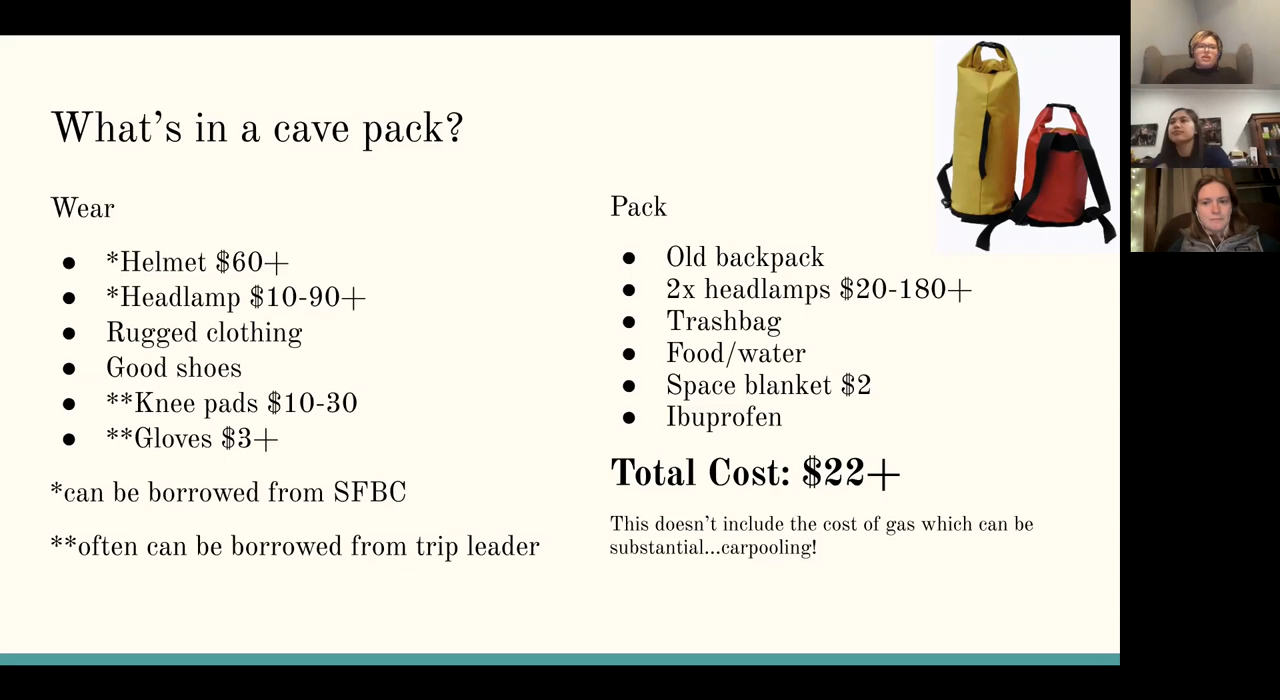 What's in a cave pack?
Wear
● *Helmet $60+
● *Headlamp $10-90+
● Rugged clothing
● Good shoes
● **Knee pads $10-30
● **Gloves $3+
*can be borrowed from SFBC
**often can be borrowed from trip leader
Pack
● Old backpack
● 2x headlamps $20-180+
● Trashbag
● Food/water
● Space blanket $2
● Ibuprofen
Total Cost: $22+
This doesn't include the cost of gas which can be
substantial...carpooling!